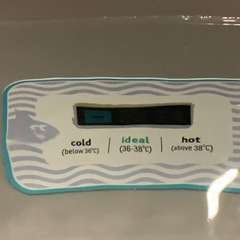 cold ideal hot
(below 36°C) (36-38°C) (above 38°C)